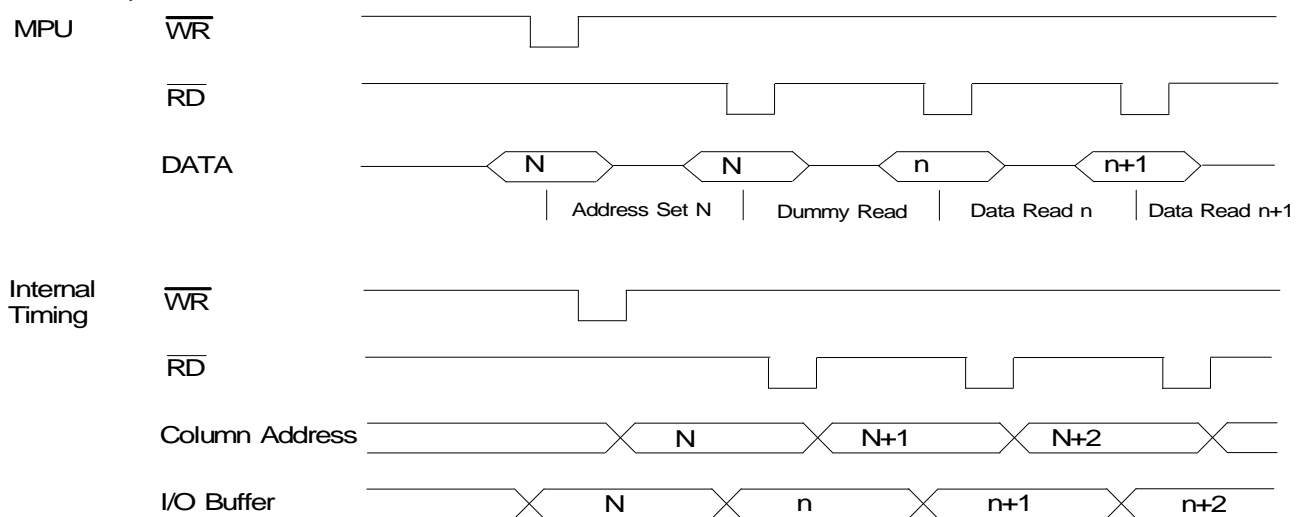 MPU WR
RD
DATA N N n n+1
Address Set N Dummy Read Data Read n Data Read n+1
Internal Timing WR
RD
Column Address N N+1 N+2
I/O Buffer N n n+1 n+2